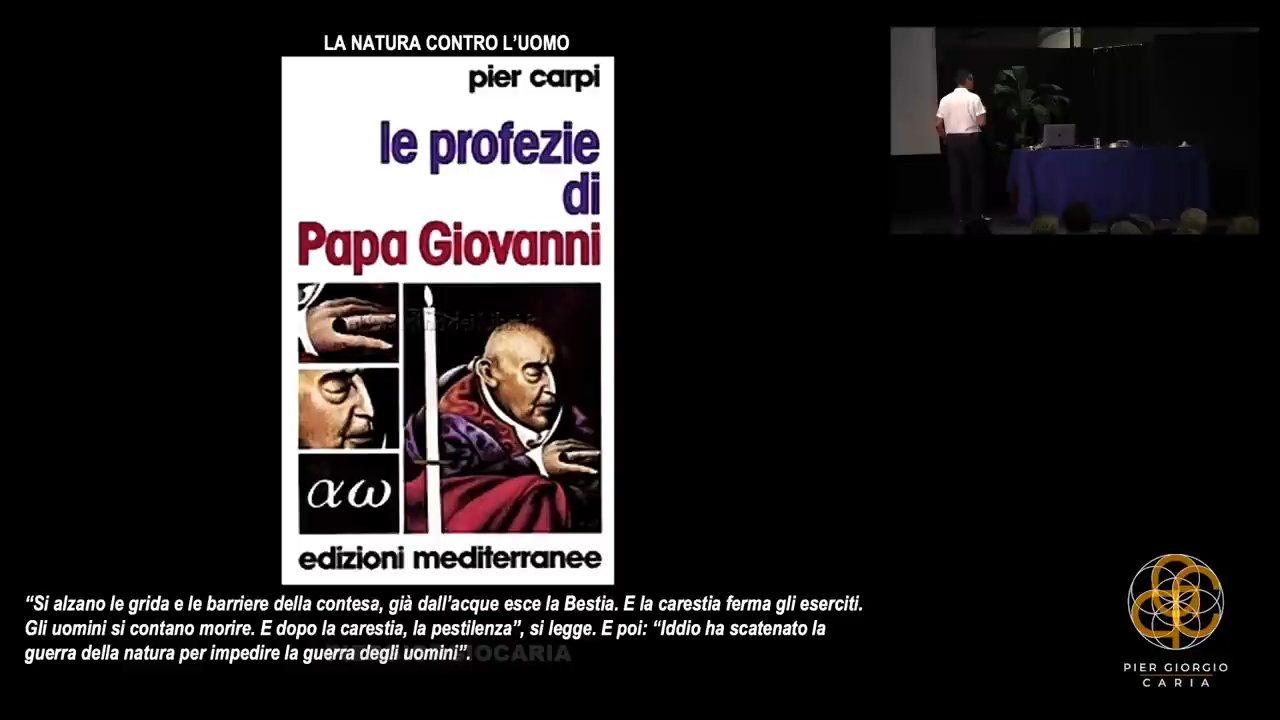 LA NATURA CONTRO L'UOMO
pier carpi
le profezie
di
Papa Giovanni
αω
edizioni mediterranee
“Si alzano le grida e le barriere della contesa, già dall'acque esce la Bestia. E la carestia ferma gli eserciti.
Gli uomini si contano morire. E dopo la carestia, la pestilenza”, si legge. E poi: “Iddio ha scatenato la
guerra della natura per impedire la guerra degli uomini”.
PIER GIORGIO
CARIA